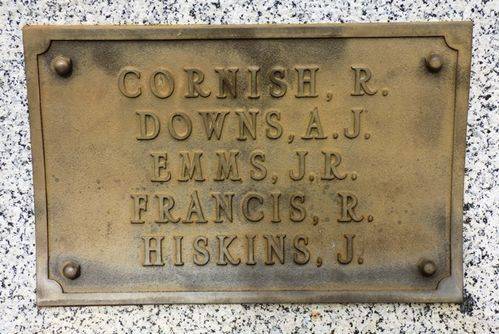 CORNISH, R.
DOWNS, A.J.
EMMS, J.R.
FRANCIS, R.
HISKINS, J.